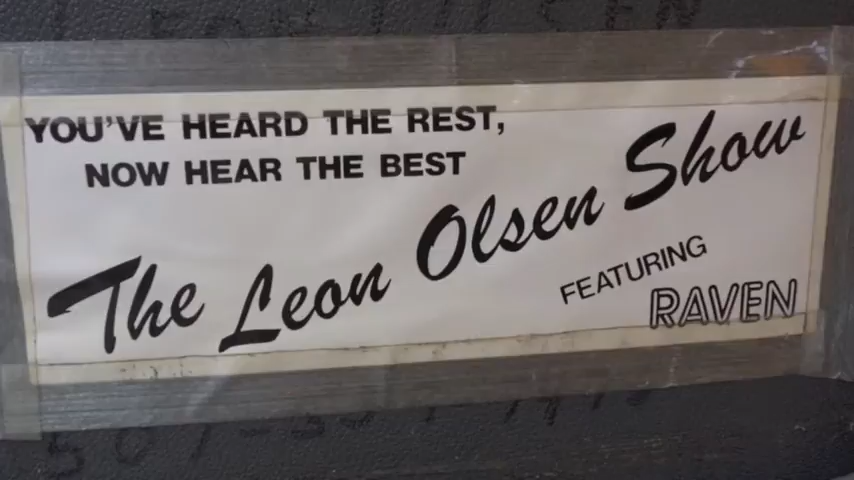 YOU'VE HEARD THE REST,
NOW HEAR THE BEST
The Leon Olsen Show
FEATURING
RAVEN